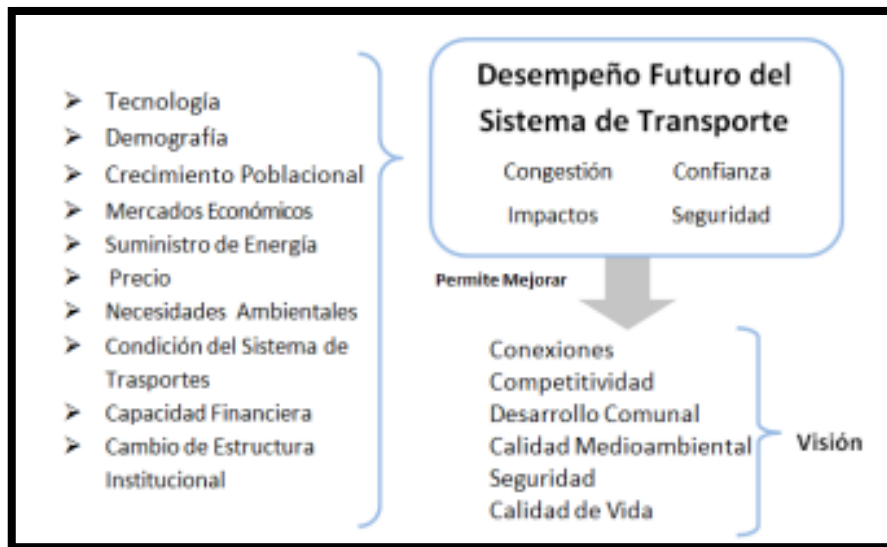 Tecnología
Demografía
Crecimiento Poblacional
Mercados Económicos
Suministro de Energía
Precio
Necesidades Ambientales
Condición del Sistema de
Trasportes
Capacidad Financiera
Cambio de Estructura
Institucional
Desempeño Futuro del
Sistema de Transporte
Congestión Confianza
Impactos Seguridad
Permite Mejorar
Conexiones
Competitividad
Desarrollo Comunal
Calidad Medioambiental
Seguridad
Calidad de Vida
Visión